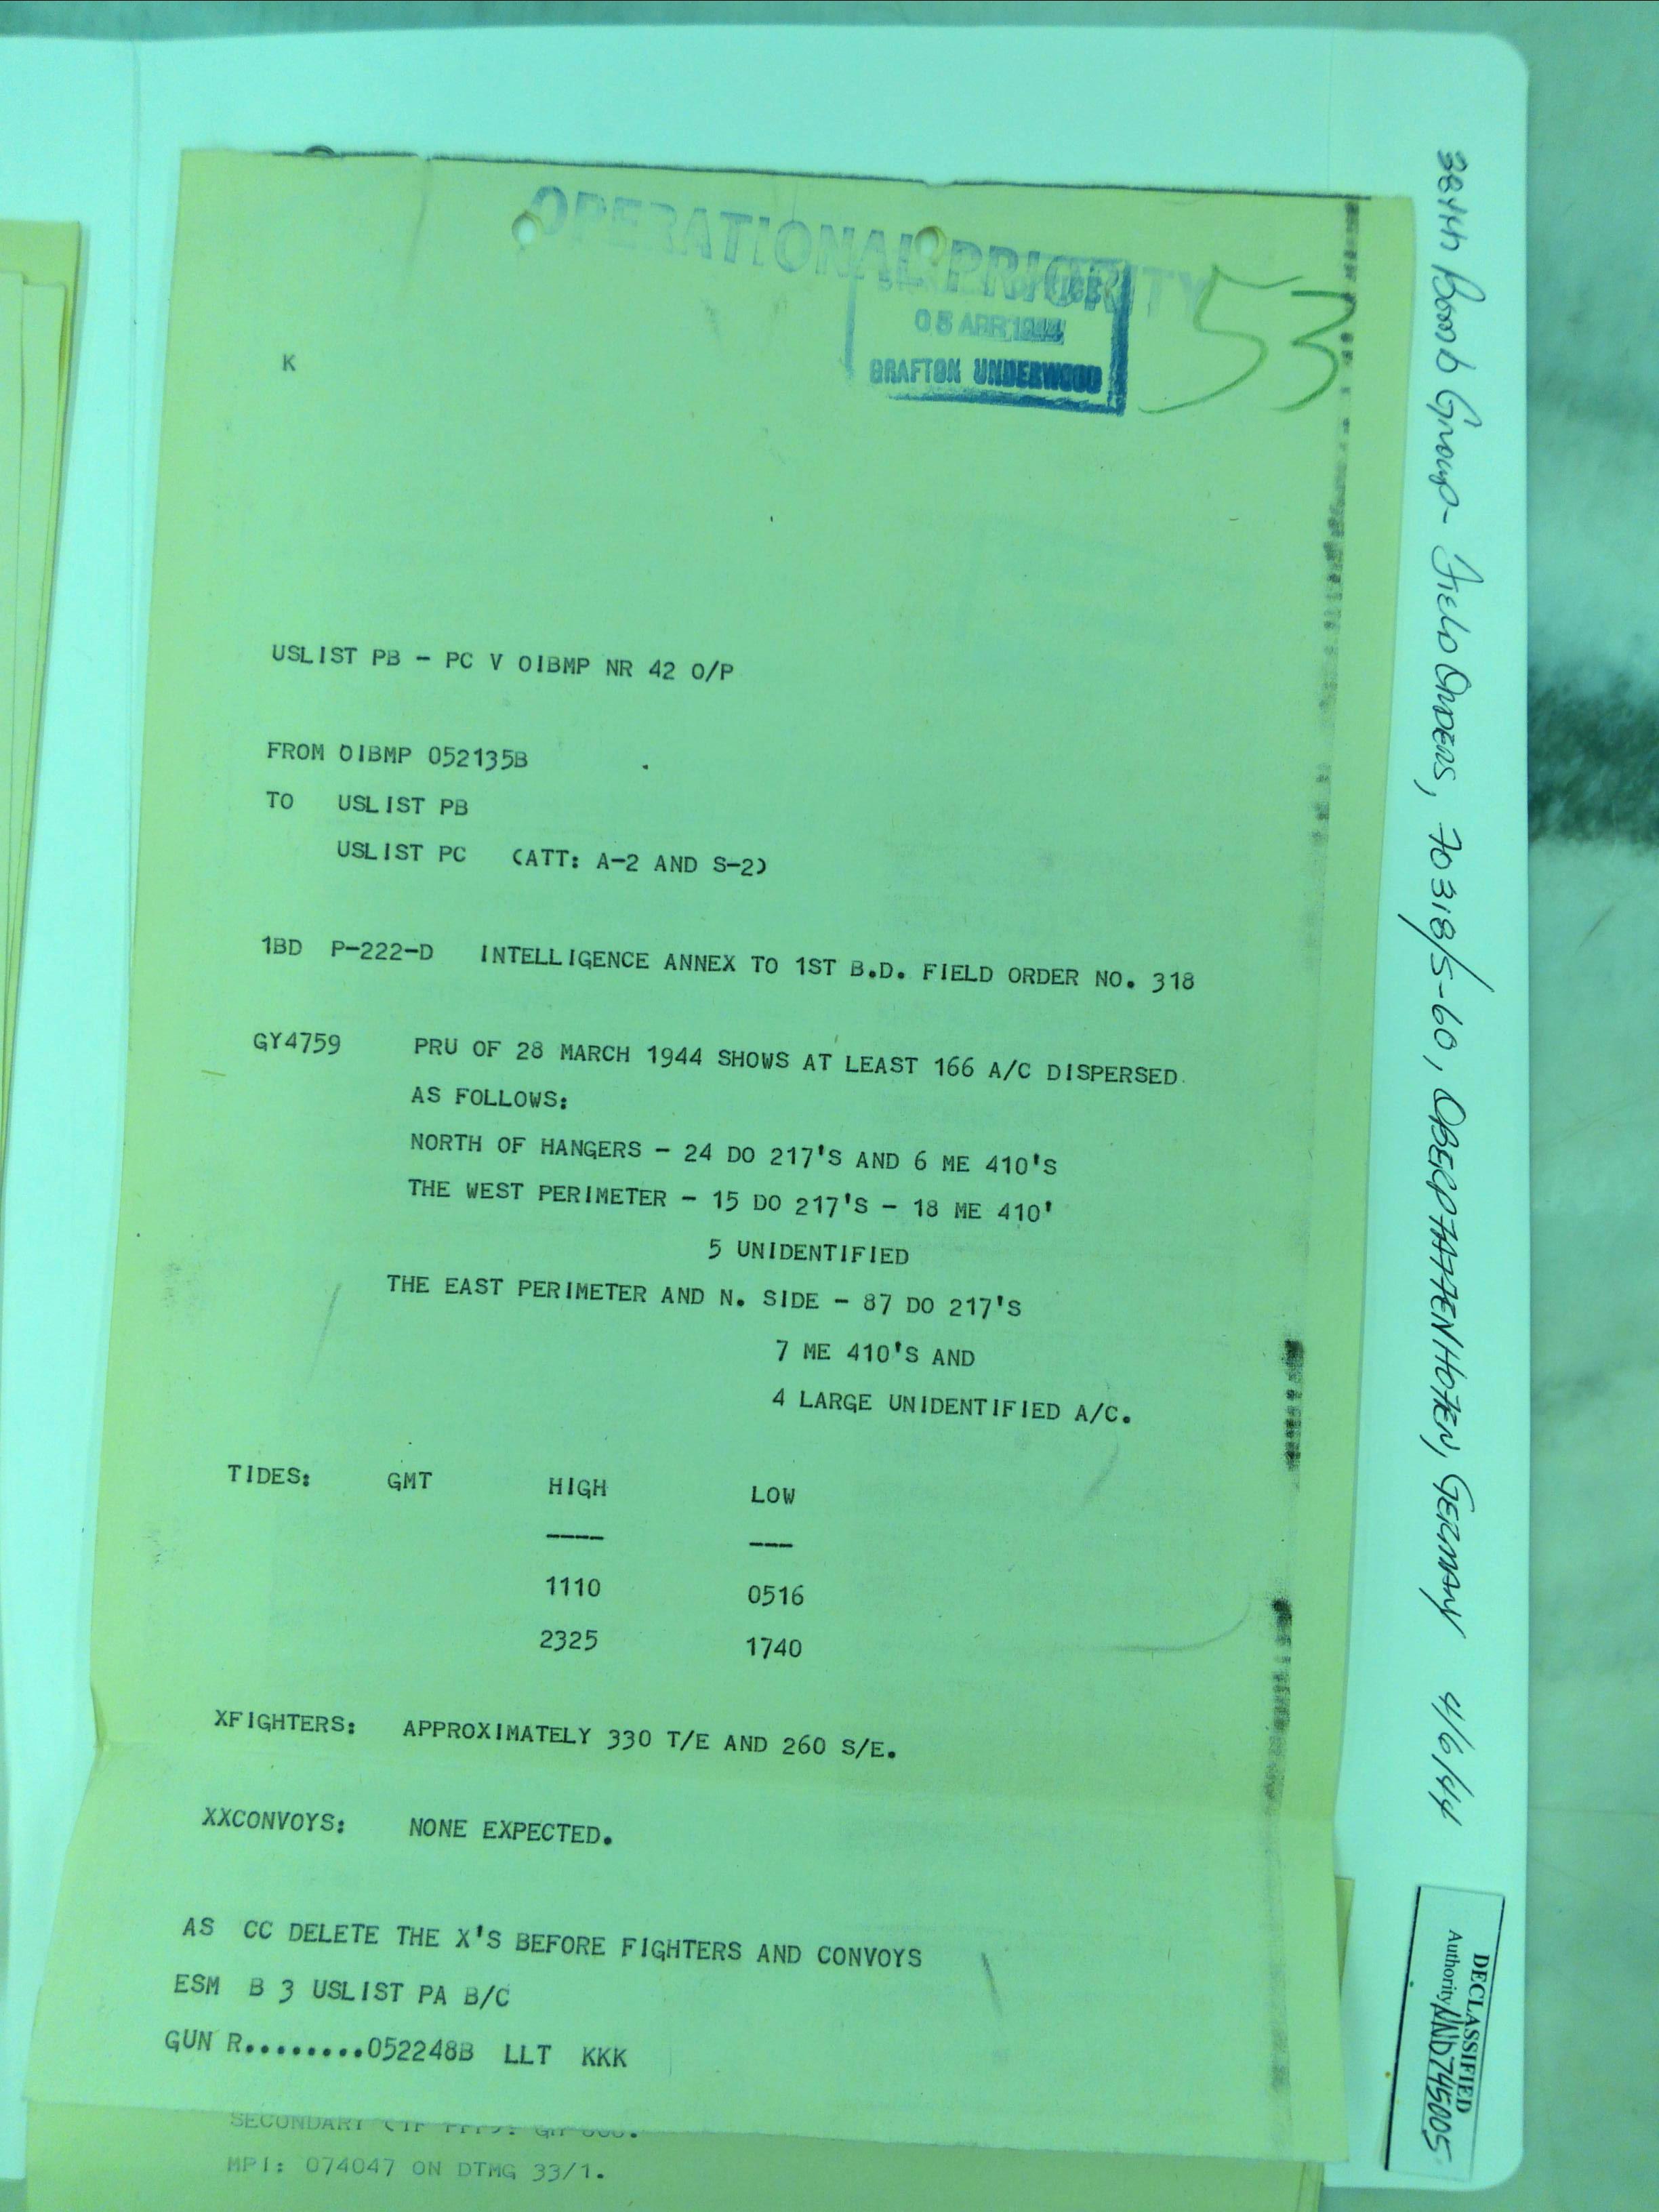 OPERATIONAL PRIORITY
05 APR 1944
GRAFTON UNDERWOOD
53
K
USLIST PB - PC V OIBMP NR 42 O/P
FROM OIBMP 052135B
TO USLIST PB
USLIST PC (ATT: A-2 AND S-2)
1BD P-222-D INTELLIGENCE ANNEX TO 1ST B.D. FIELD ORDER NO. 318
GY4759 PRU OF 28 MARCH 1944 SHOWS AT LEAST 166 A/C DISPERSED
AS FOLLOWS:
NORTH OF HANGERS - 24 DO 217'S AND 6 ME 410'S
THE WEST PERIMETER - 15 DO 217'S - 18 ME 410'
5 UNIDENTIFIED
THE EAST PERIMETER AND N. SIDE - 87 DO 217'S
7 ME 410'S AND
4 LARGE UNIDENTIFIED A/C.
TIDES: GMT HIGH LOW
---- ---
1110 0516
2325 1740
XFIGHTERS: APPROXIMATELY 330 T/E AND 260 S/E.
XXCONVOYS: NONE EXPECTED.
AS CC DELETE THE X'S BEFORE FIGHTERS AND CONVOYS
ESM B 3 USLIST PA B/C
GUN R........052248B LLT KKK
SECONDARY
MPI: 074047 ON DTMG 33/1.
384th Bomb Group - Field Orders, FO 318/S-60, OBERPFAFFENHOFEN, GERMANY 4/6/44
DECLASSIFIED
Authority NND745005